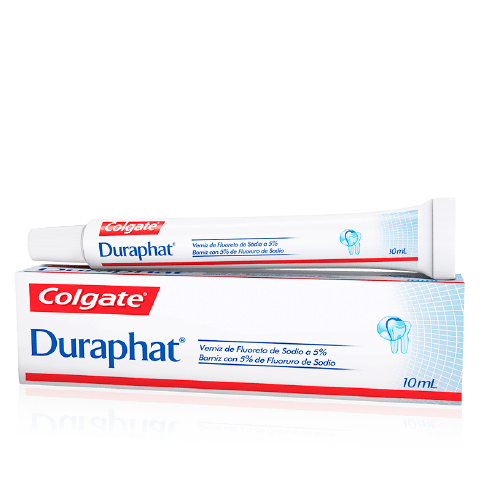 Colgate®
Duraphat®
Verniz de Fluoreto de Sódio a 5%
Barniz con 5% de Fluoruro de Sodio
10mL
Colgate®
Duraphat®
Verniz de Fluoreto de Sódio a 5%
Barniz con 5% de Fluoruro de Sodio
10mL